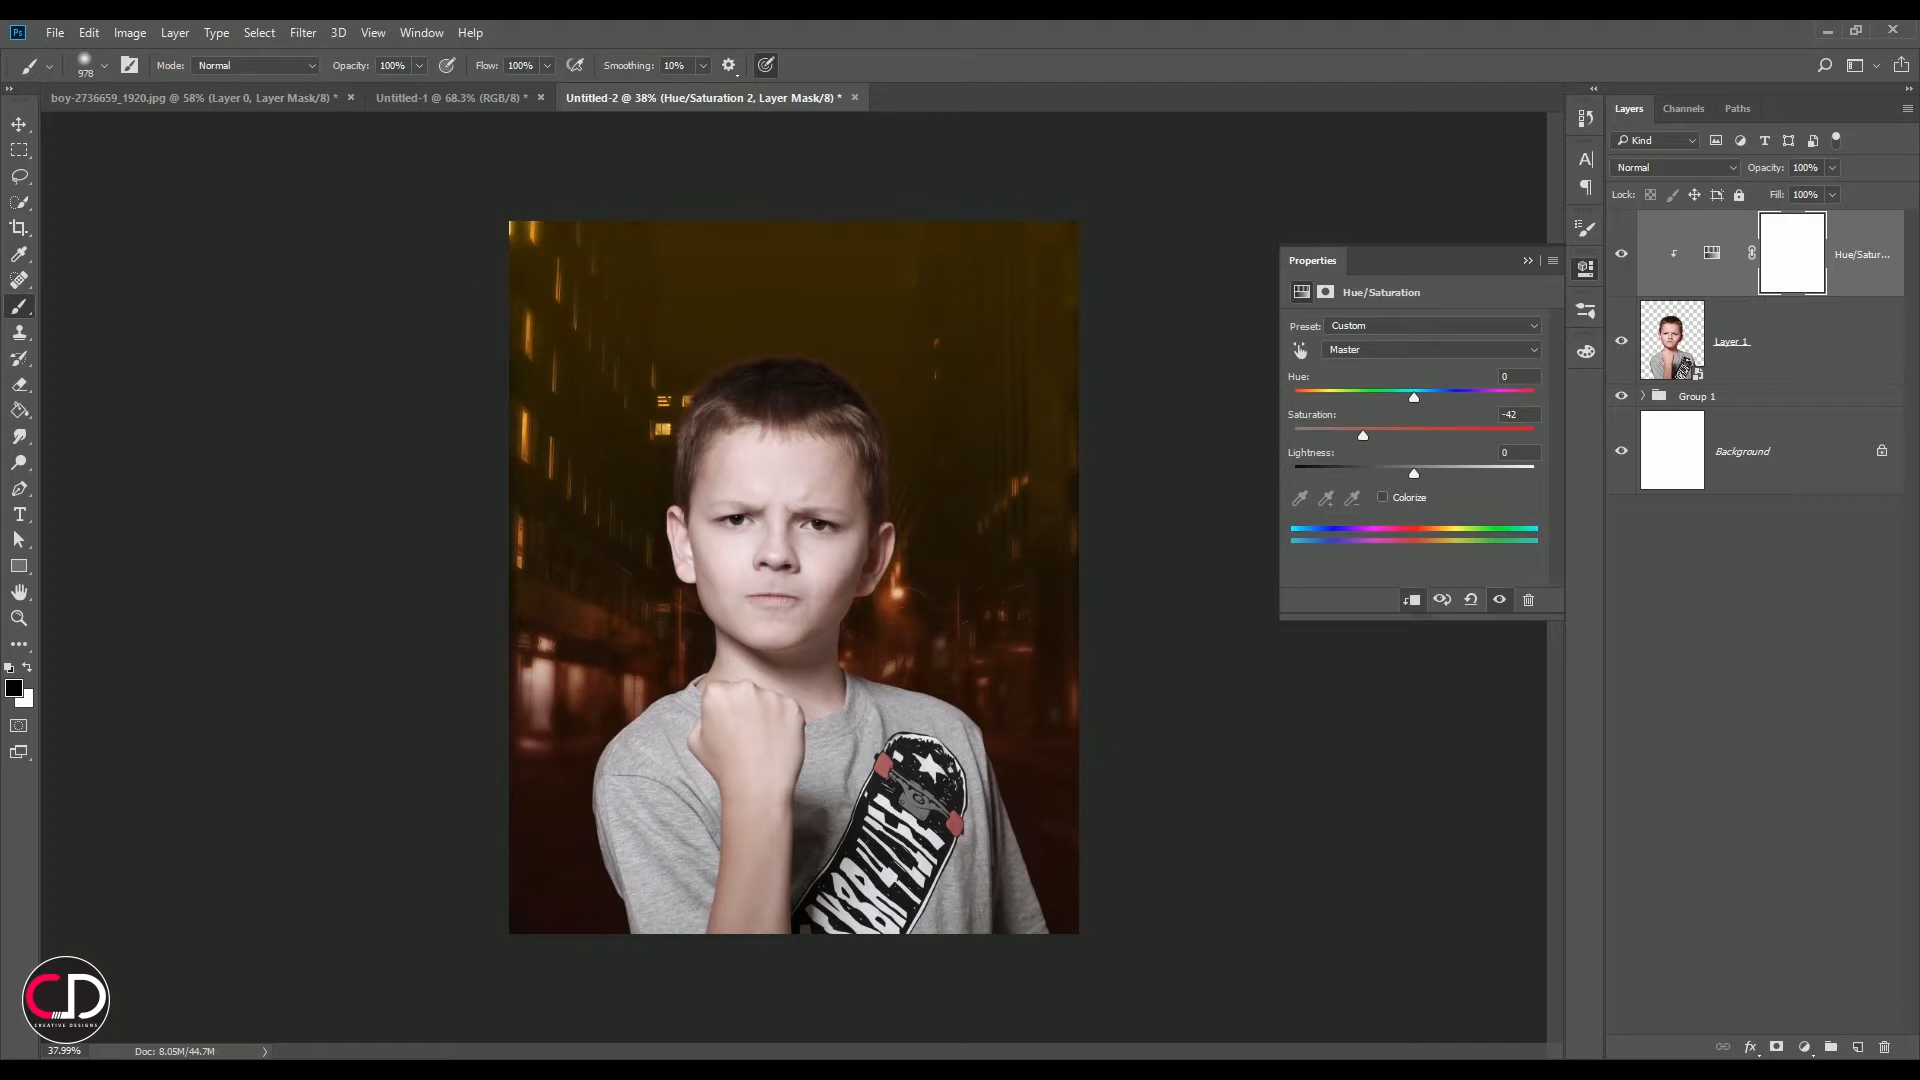 Ps File Edit Image Layer Type Select Filter 3D View Window Help
978 Mode: Normal Opacity: 100% Flow: 100% Smoothing: 10%
boy-2736659_1920.jpg @ 58% (Layer 0, Layer Mask/8) * Untitled-1 @ 68.3% (RGB/8) * Untitled-2 @ 38% (Hue/Saturation 2, Layer Mask/8) *
Layers Channels Paths
Kind
Normal Opacity: 100%
Lock: Fill: 100%
Hue/Satur...
Layer 1
Group 1
Background
Properties
Hue/Saturation
Preset: Custom
Master
Hue: 0
Saturation: -42
Lightness: 0
Colorize
CD
CREATIVE DESIGNS
37.99% Doc: 8.05M/44.7M